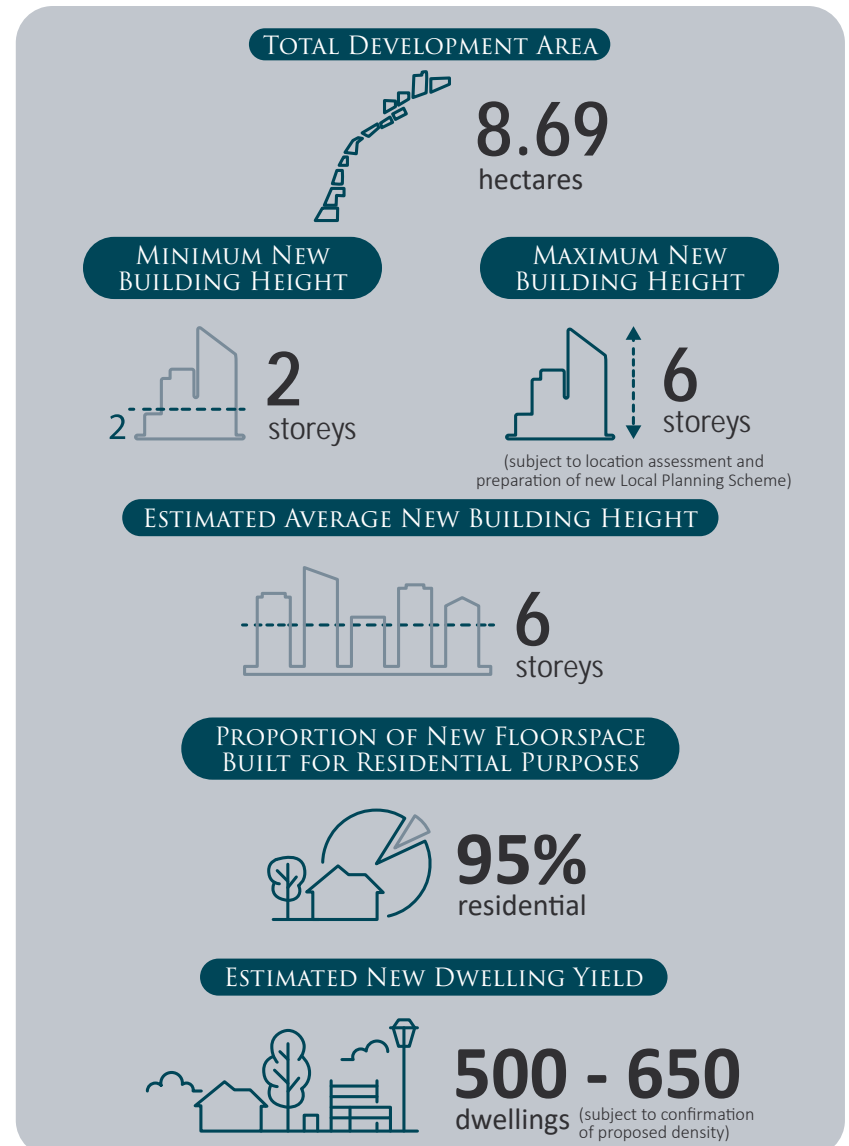 TOTAL DEVELOPMENT AREA
8.69
hectares
MINIMUM NEW
BUILDING HEIGHT
2
2
storeys
MAXIMUM NEW
BUILDING HEIGHT
6
storeys
(subject to location assessment and
preparation of new Local Planning Scheme)
ESTIMATED AVERAGE NEW BUILDING HEIGHT
6
storeys
PROPORTION OF NEW FLOORSPACE
BUILT FOR RESIDENTIAL PURPOSES
95%
residential
ESTIMATED NEW DWELLING YIELD
500 - 650
dwellings (subject to confirmation
of proposed density)